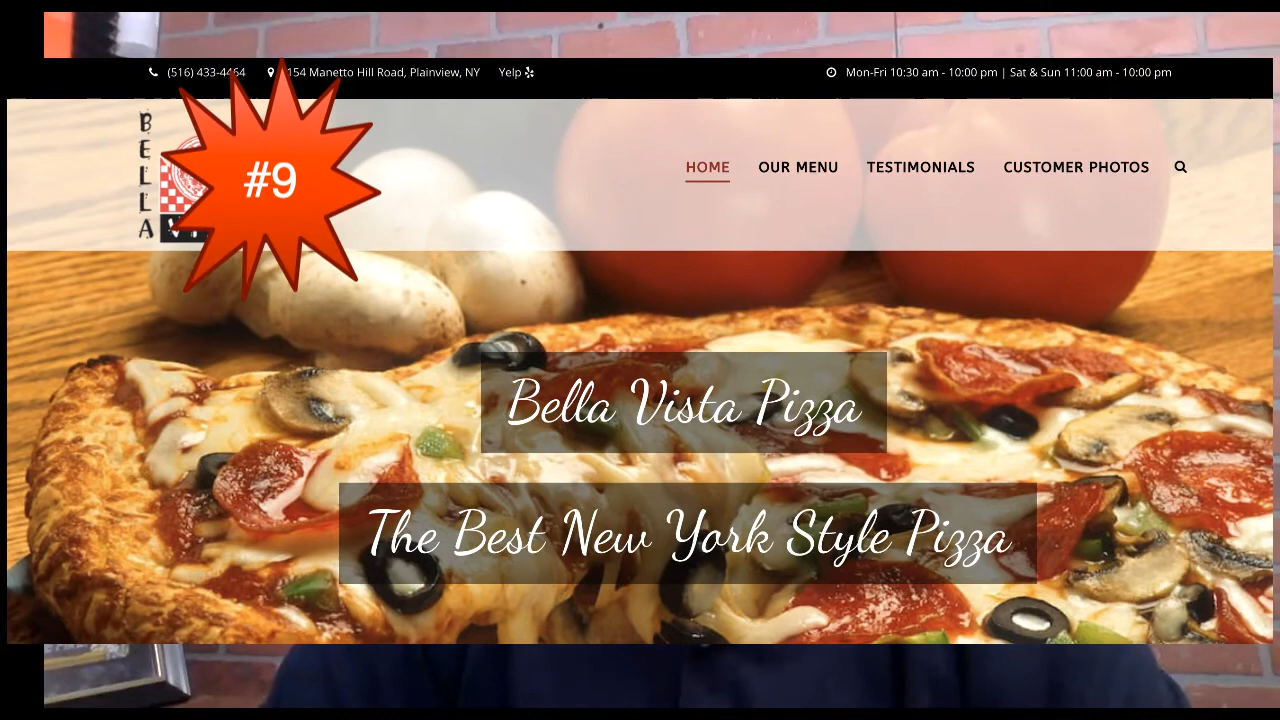 (516) 433-4464 154 Manetto Hill Road, Plainview, NY Yelp Mon-Fri 10:30 am - 10:00 pm | Sat & Sun 11:00 am - 10:00 pm
BELLA
#9
HOME OUR MENU TESTIMONIALS CUSTOMER PHOTOS
Bella Vista Pizza
The Best New York Style Pizza